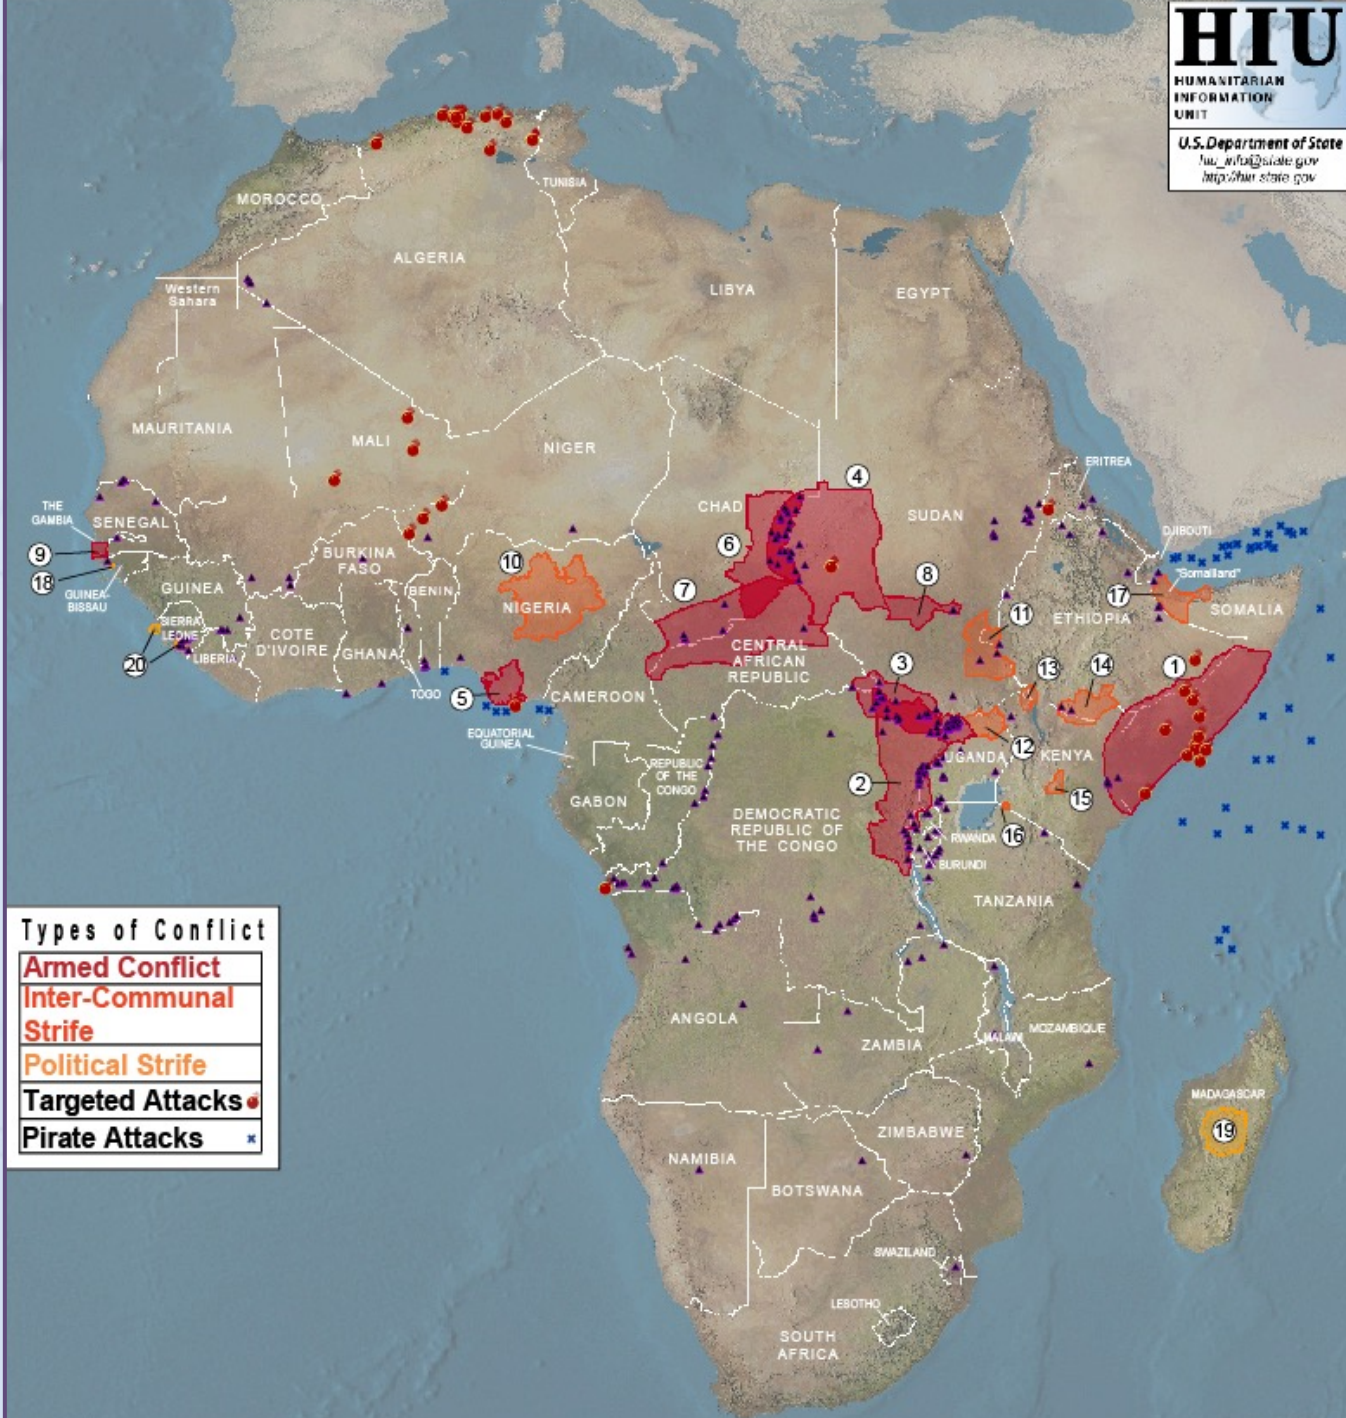 HIU
HUMANITARIAN
INFORMATION
UNIT
U.S. Department of State
hiu_info@state.gov
http://hiu.state.gov
TUNISIA
MOROCCO
ALGERIA
LIBYA
EGYPT
Western
Sahara
MAURITANIA
MALI
NIGER
ERITREA
4
CHAD
SUDAN
THE
GAMBIA
SENEGAL
DJIBOUTI
9
6
10
BURKINA
FASO
18
GUINEA-
BISSAU
GUINEA
BENIN
NIGERIA
7
8
"Somaliland"
17
11
ETHIOPIA
SOMALIA
SIERRA
LEONE
20
LIBERIA
COTE
D'IVOIRE
GHANA
TOGO
5
CAMEROON
CENTRAL
AFRICAN
REPUBLIC
3
13
14
1
EQUATORIAL
GUINEA
12
UGANDA
KENYA
REPUBLIC
OF THE
CONGO
2
15
GABON
DEMOCRATIC
REPUBLIC OF
THE CONGO
16
RWANDA
BURUNDI
TANZANIA
Types of Conflict
Armed Conflict
Inter-Communal
Strife
Political Strife
Targeted Attacks
Pirate Attacks
ANGOLA
ZAMBIA
MALAWI
MOZAMBIQUE
MADAGASCAR
19
ZIMBABWE
NAMIBIA
BOTSWANA
SWAZILAND
LESOTHO
SOUTH
AFRICA